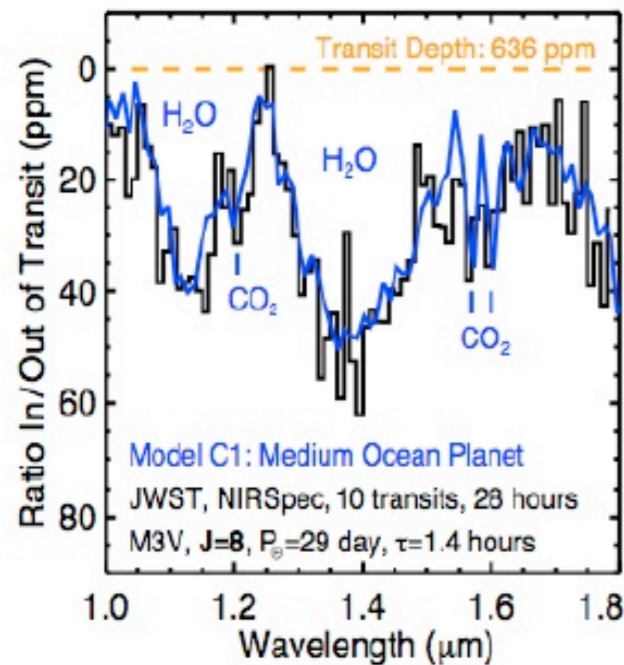 Transit Depth: 636 ppm
H₂O
H₂O
CO₂
CO₂
Model C1: Medium Ocean Planet
JWST, NIRSpec, 10 transits, 28 hours
M3V, J=8, P⊕=29 day, τ=1.4 hours
Ratio In/Out of Transit (ppm)
0
20
40
60
80
1.0 1.2 1.4 1.6 1.8
Wavelength (μm)